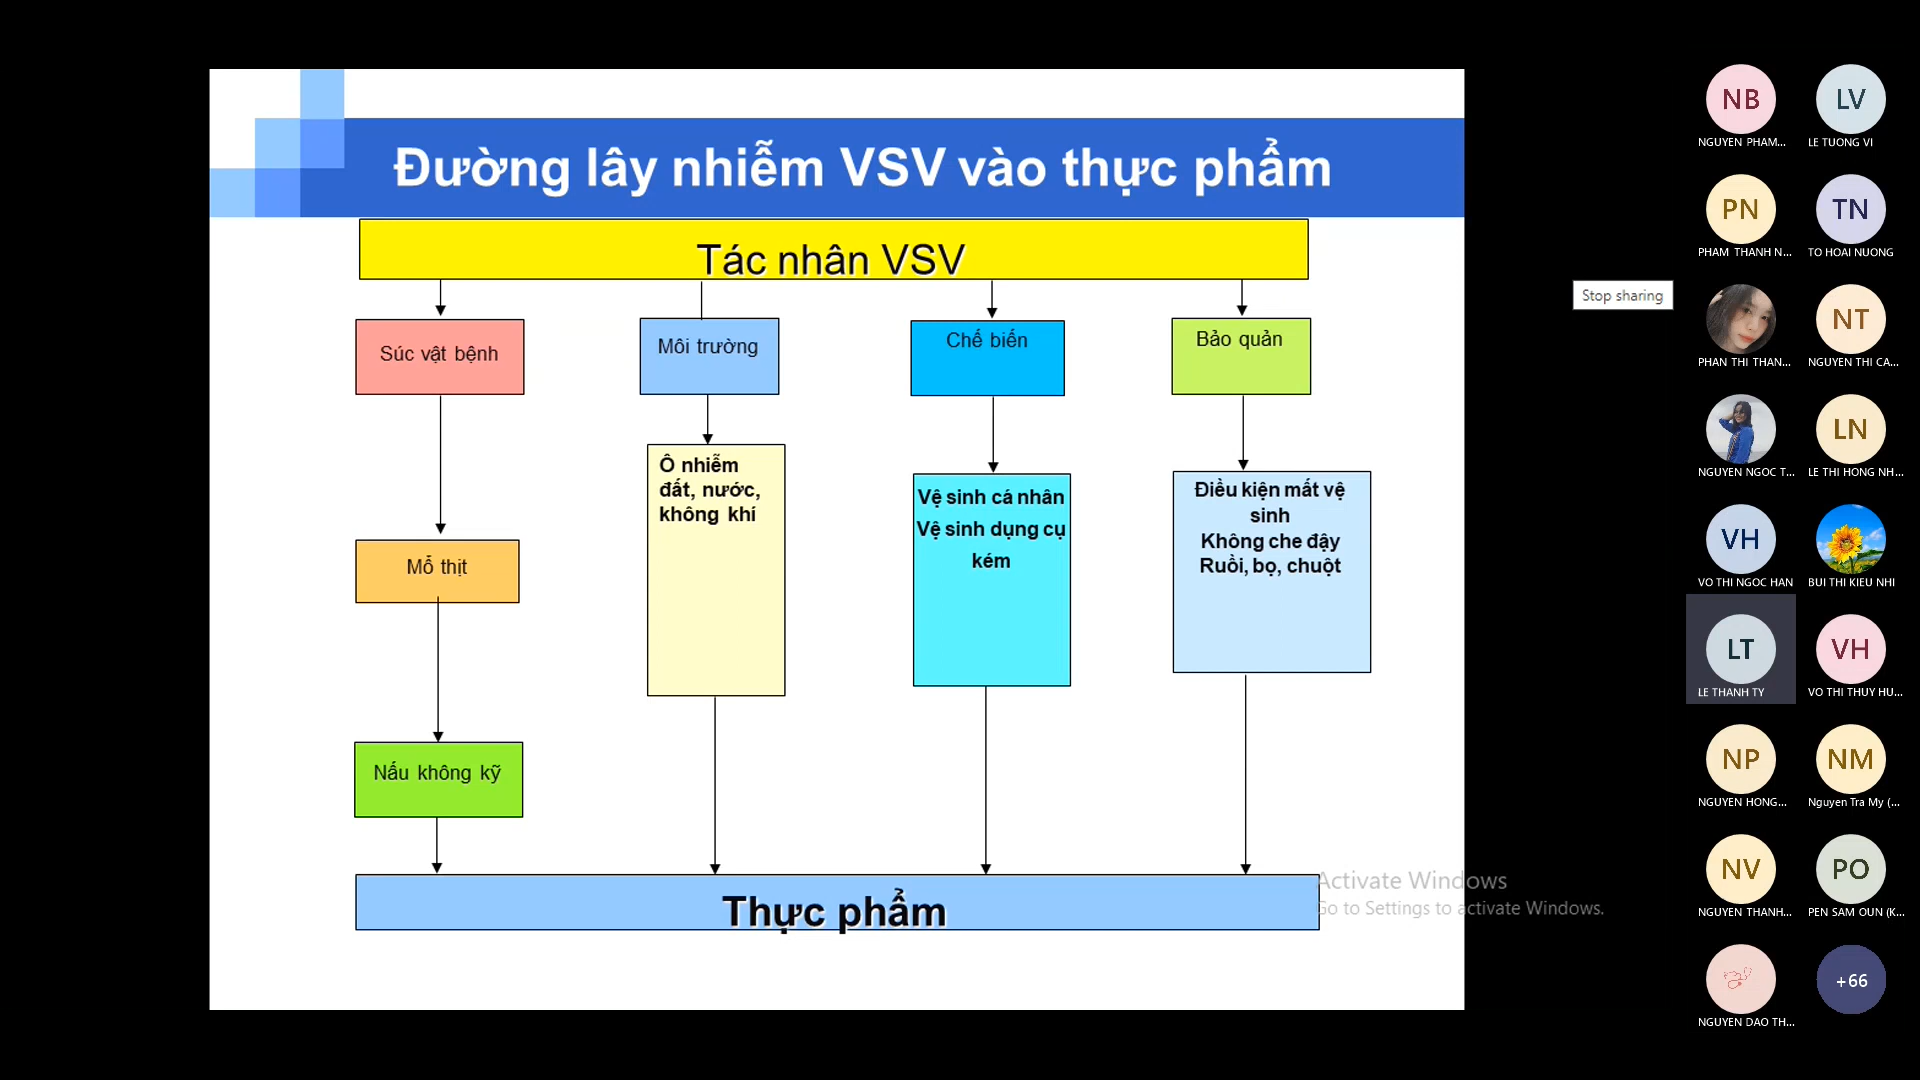 Đường lây nhiễm VSV vào thực phẩm
Tác nhân VSV
Súc vật bệnh
Môi trường
Chế biến
Bảo quản
Ô nhiễm
đất, nước,
không khí
Vệ sinh cá nhân
Vệ sinh dụng cụ
kém
Điều kiện mất vệ
sinh
Không che đậy
Ruồi, bọ, chuột
Mổ thịt
Nấu không kỹ
Thực phẩm
Activate Windows
Go to Settings to activate Windows.
Stop sharing
NB
NGUYEN PHAM...
LV
LE TUONG VI
PN
PHAM THANH N...
TN
TO HOAI NUONG
PHAN THI THAN...
NT
NGUYEN THI CA...
NGUYEN NGOC T...
LN
LE THI HONG NH...
VH
VO THI NGOC HAN
BUI THI KIEU NHI
LT
LE THANH TY
VH
VO THI THUY HU...
NP
NGUYEN HONG...
NM
Nguyen Tra My (...
NV
NGUYEN THANH...
PO
PEN SAM OUN (K...
NGUYEN DAO TH...
+66